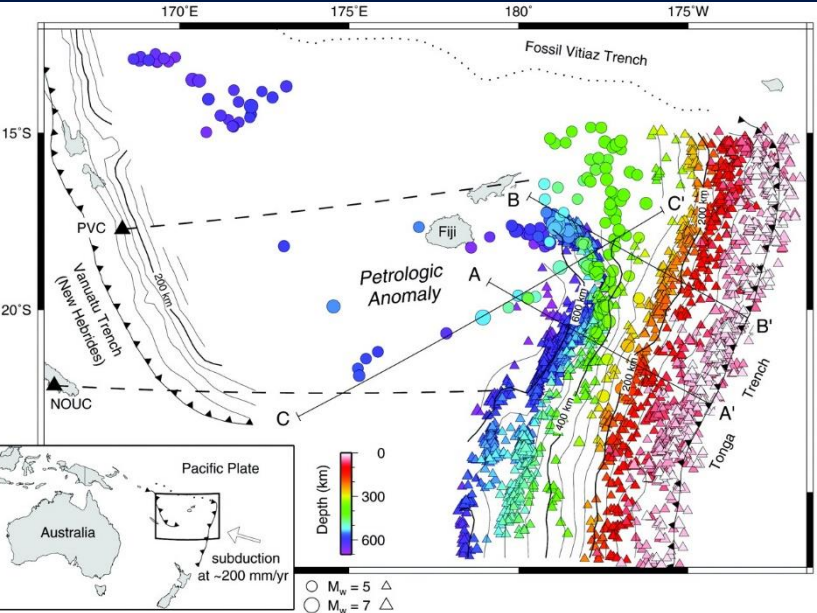 170°E
175°E
180°
175°W
Fossil Vitiaz Trench
15°S
B
C'
200 km
PVC
Fiji
Petrologic
Anomaly
A
Vanuatu Trench
(New Hebrides)
200 km
600 km
20°S
B'
200 km
NOUC
A'
C
400 km
Tonga Trench
Pacific Plate
Australia
subduction
at ~200 mm/yr
Depth (km)
0
300
600
Mw = 5
Mw = 7